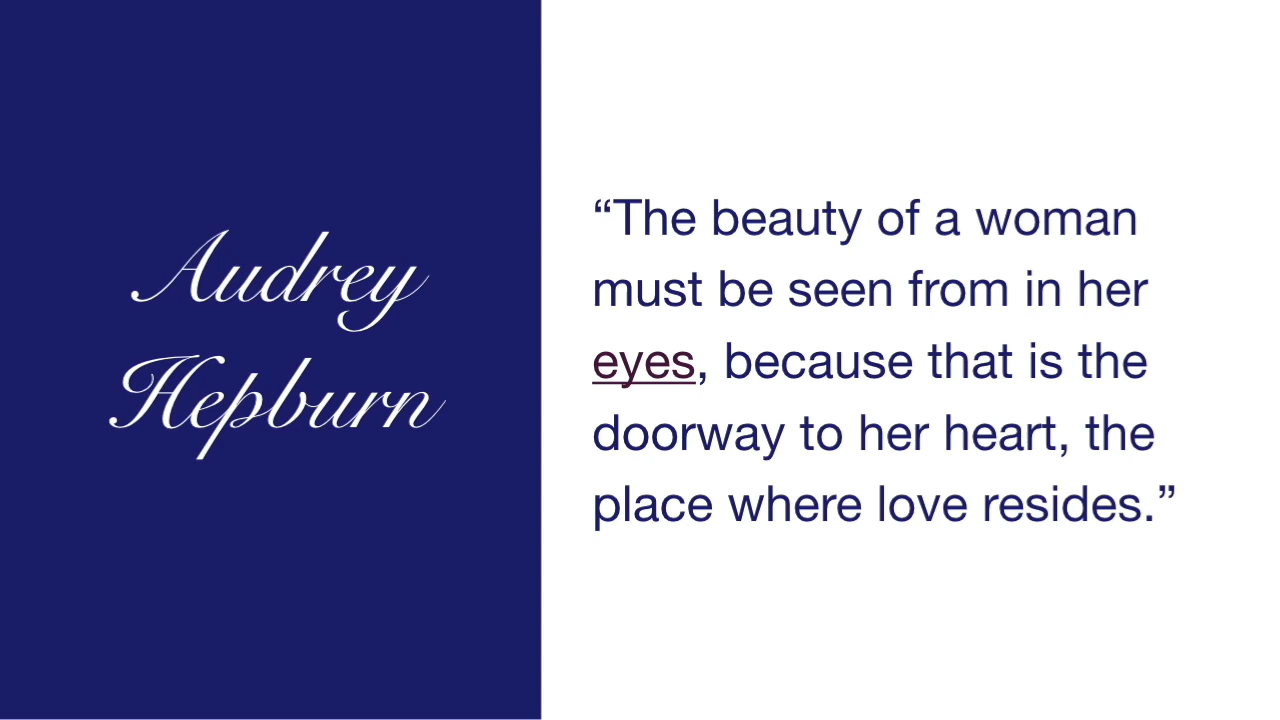 Audrey
Hepburn
“The beauty of a woman
must be seen from in her
eyes, because that is the
doorway to her heart, the
place where love resides.”